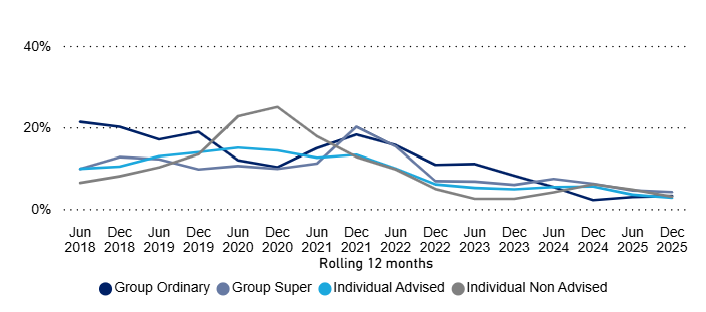 40%
20%
0%
Jun Dec Jun Dec Jun Dec Jun Dec Jun Dec Jun Dec Jun Dec Jun Dec
2018 2018 2019 2019 2020 2020 2021 2021 2022 2022 2023 2023 2024 2024 2025 2025
Rolling 12 months
Group Ordinary Group Super Individual Advised Individual Non Advised